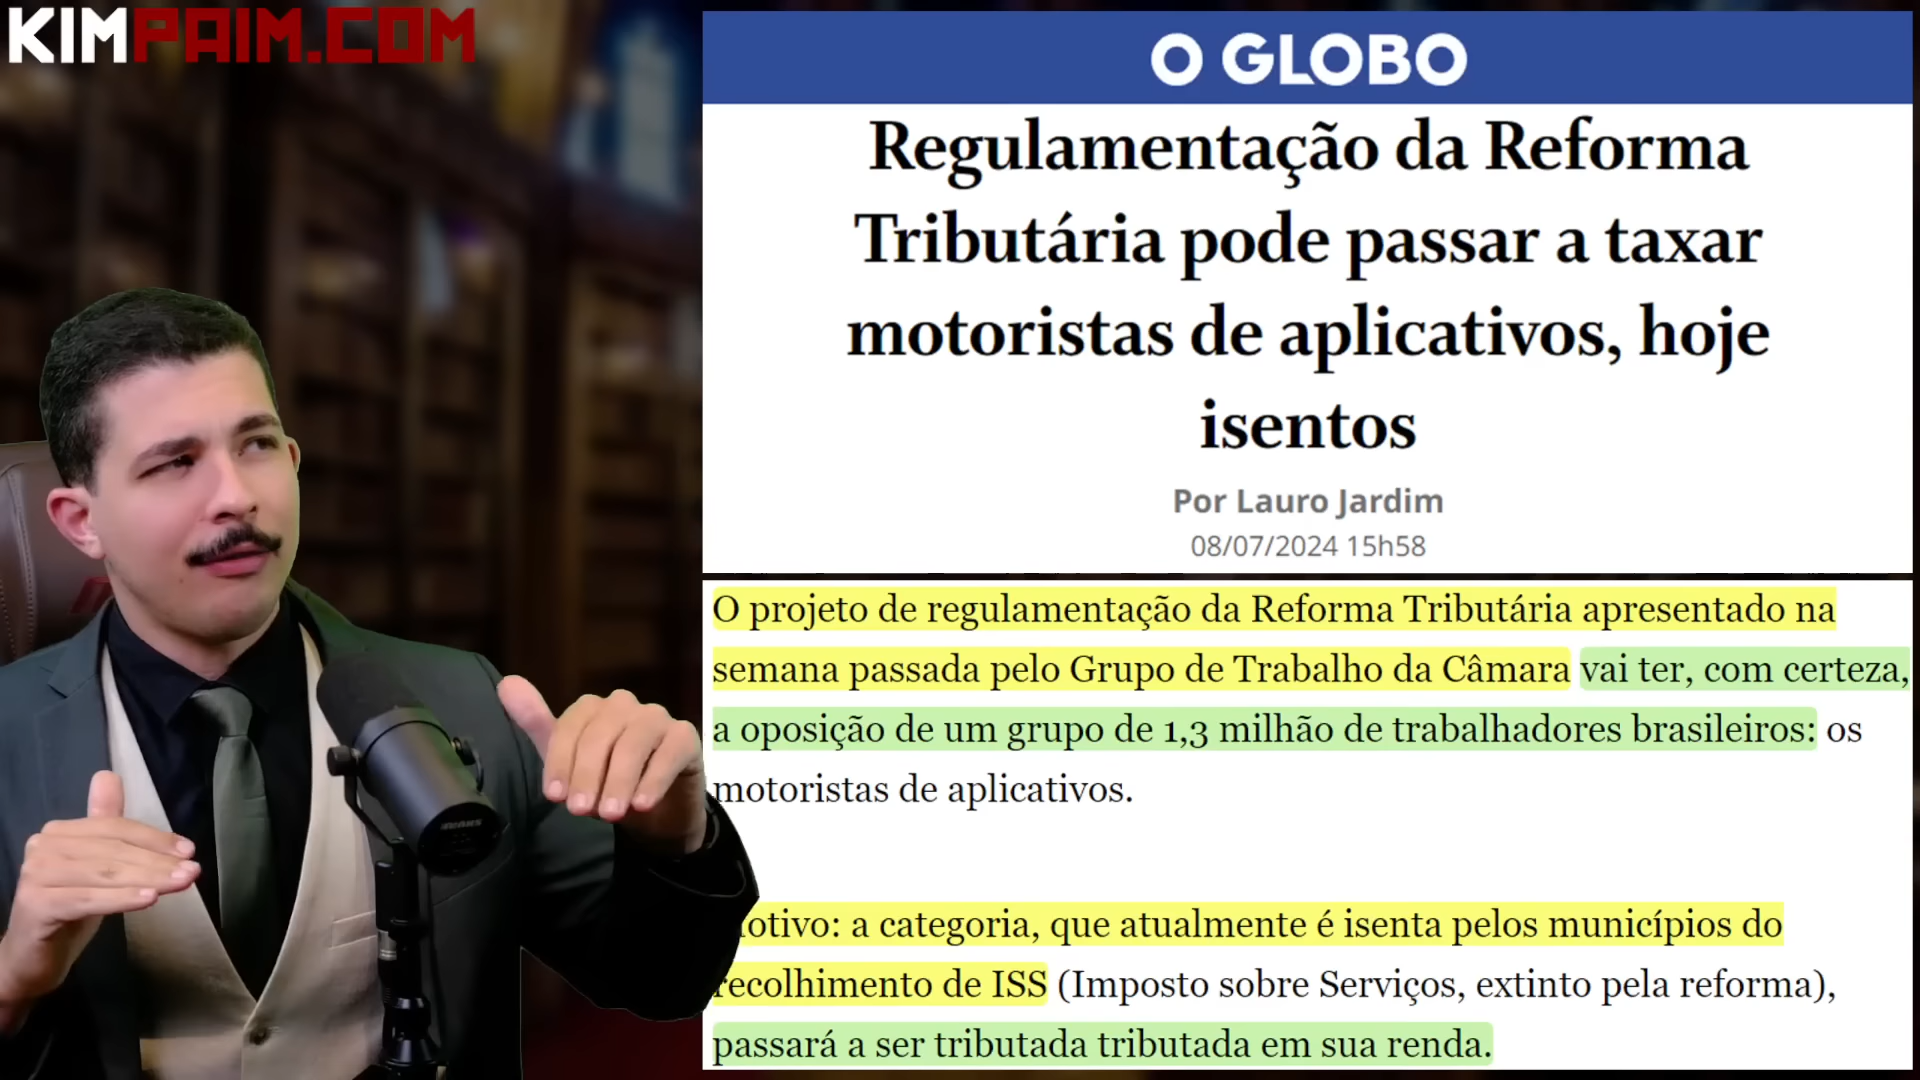 KIMPAIM.COM
O GLOBO
Regulamentação da Reforma
Tributária pode passar a taxar
motoristas de aplicativos, hoje
isentos
Por Lauro Jardim
08/07/2024 15h58
O projeto de regulamentação da Reforma Tributária apresentado na
semana passada pelo Grupo de Trabalho da Câmara vai ter, com certeza,
a oposição de um grupo de 1,3 milhão de trabalhadores brasileiros: os
motoristas de aplicativos.
otivo: a categoria, que atualmente é isenta pelos municípios do
recolhimento de ISS (Imposto sobre Serviços, extinto pela reforma),
passará a ser tributada tributada em sua renda.